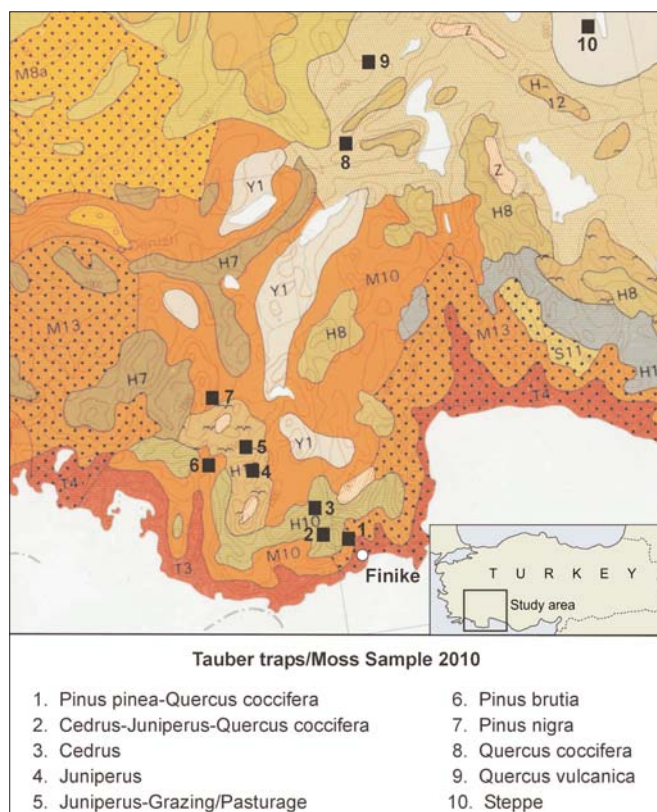 10
9
Z
M8a
H-
12
8
Z
H8
Y1
H7
Y1
M10
H8
M13
H8
M13
S11
H1
H7
7
T4
5
Y1
6
4
H1
T4
3
H10
2
1.
M10
T3
Finike
TURKEY
Study area
Tauber traps/Moss Sample 2010
1. Pinus pinea-Quercus coccifera
2. Cedrus-Juniperus-Quercus coccifera
3. Cedrus
4. Juniperus
5. Juniperus-Grazing/Pasturage
6. Pinus brutia
7. Pinus nigra
8. Quercus coccifera
9. Quercus vulcanica
10. Steppe